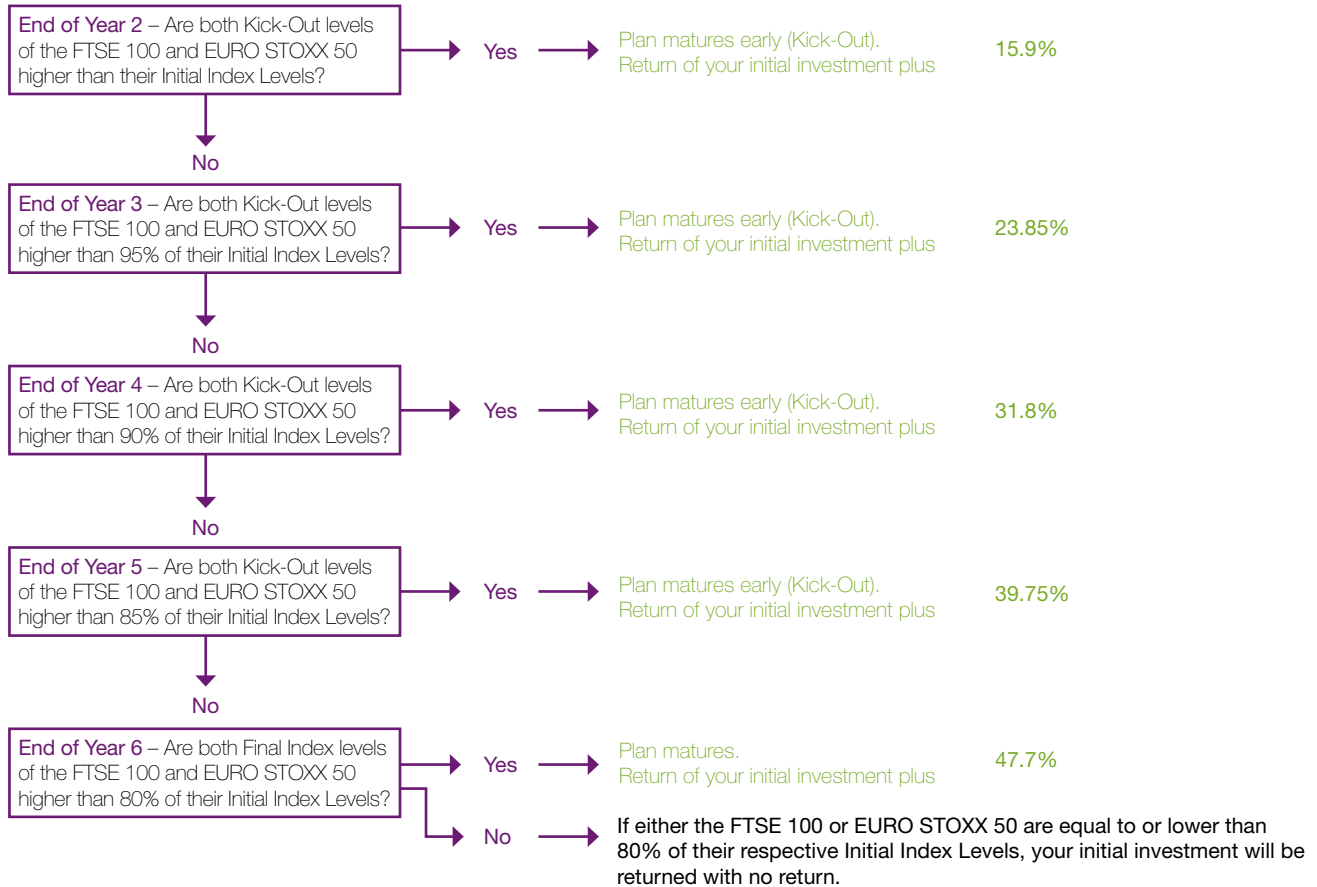 End of Year 2 – Are both Kick-Out levels
of the FTSE 100 and EURO STOXX 50
higher than their Initial Index Levels?
Yes
Plan matures early (Kick-Out).
Return of your initial investment plus
15.9%
No
End of Year 3 – Are both Kick-Out levels
of the FTSE 100 and EURO STOXX 50
higher than 95% of their Initial Index Levels?
Yes
Plan matures early (Kick-Out).
Return of your initial investment plus
23.85%
No
End of Year 4 – Are both Kick-Out levels
of the FTSE 100 and EURO STOXX 50
higher than 90% of their Initial Index Levels?
Yes
Plan matures early (Kick-Out).
Return of your initial investment plus
31.8%
No
End of Year 5 – Are both Kick-Out levels
of the FTSE 100 and EURO STOXX 50
higher than 85% of their Initial Index Levels?
Yes
Plan matures early (Kick-Out).
Return of your initial investment plus
39.75%
No
End of Year 6 – Are both Final Index levels
of the FTSE 100 and EURO STOXX 50
higher than 80% of their Initial Index Levels?
Yes
Plan matures.
Return of your initial investment plus
47.7%
No
If either the FTSE 100 or EURO STOXX 50 are equal to or lower than
80% of their respective Initial Index Levels, your initial investment will be
returned with no return.